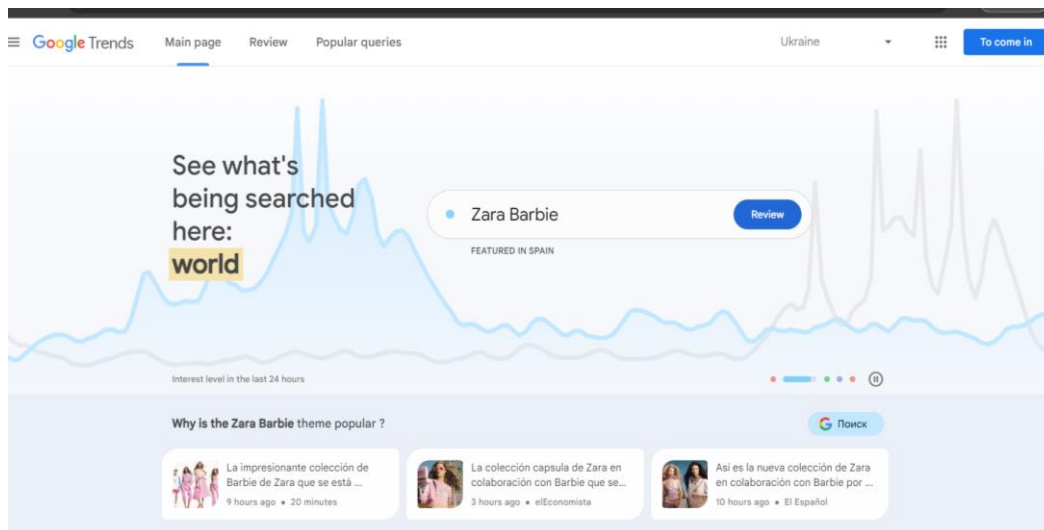 Google Trends
Main page
Review
Popular queries
Ukraine
To come in
See what's
being searched
here:
world
Zara Barbie
Review
FEATURED IN SPAIN
Interest level in the last 24 hours
Why is the Zara Barbie theme popular ?
Поиск
La impresionante colección de
Barbie de Zara que se está ...
9 hours ago • 20 minutes
La colección capsula de Zara en
colaboración con Barbie que se...
3 hours ago • elEconomista
Asi es la nueva colección de Zara
en colaboración con Barbie por ...
10 hours ago • El Español